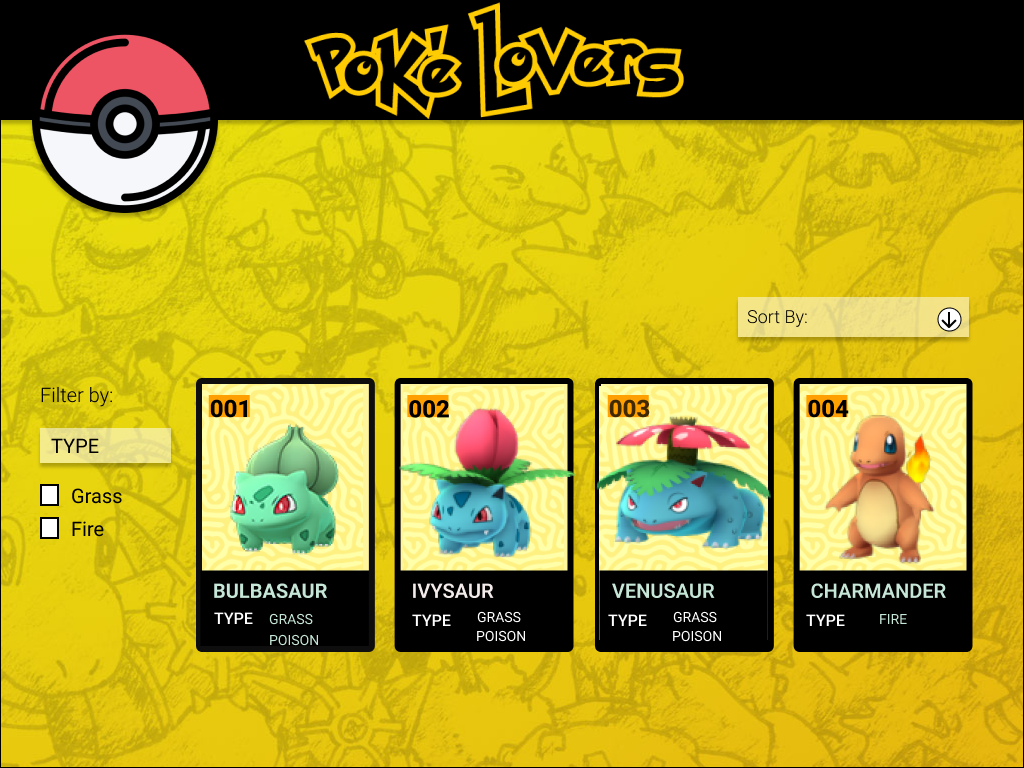 Poké Lovers
Sort By:
Filter by:
TYPE
Grass
Fire
001
BULBASAUR
TYPE GRASS
POISON
002
IVYSAUR
TYPE GRASS
POISON
003
VENUSAUR
TYPE GRASS
POISON
004
CHARMANDER
TYPE FIRE